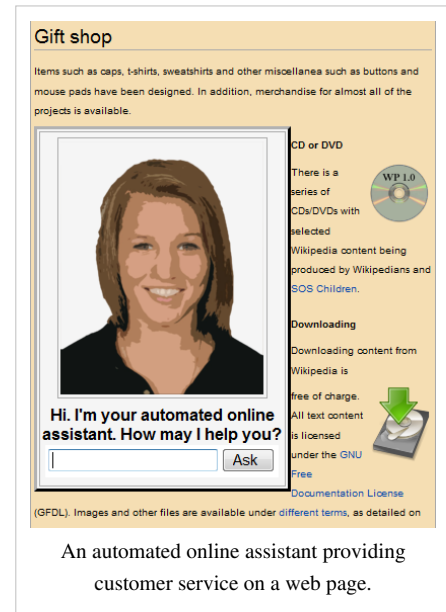 Gift shop
Items such as caps, t-shirts, sweatshirts and other miscellanea such as buttons and
mouse pads have been designed. In addition, merchandise for almost all of the
projects is available.
Hi. I'm your automated online
assistant. How may I help you?
Ask
CD or DVD
There is a
series of
CDs/DVDs with
selected
Wikipedia content being
produced by Wikipedians and
SOS Children.
WP 1.0
Downloading
Downloading content from
Wikipedia is
free of charge.
All text content
is licensed
under the GNU
Free
Documentation License
(GFDL). Images and other files are available under different terms, as detailed on
An automated online assistant providing
customer service on a web page.